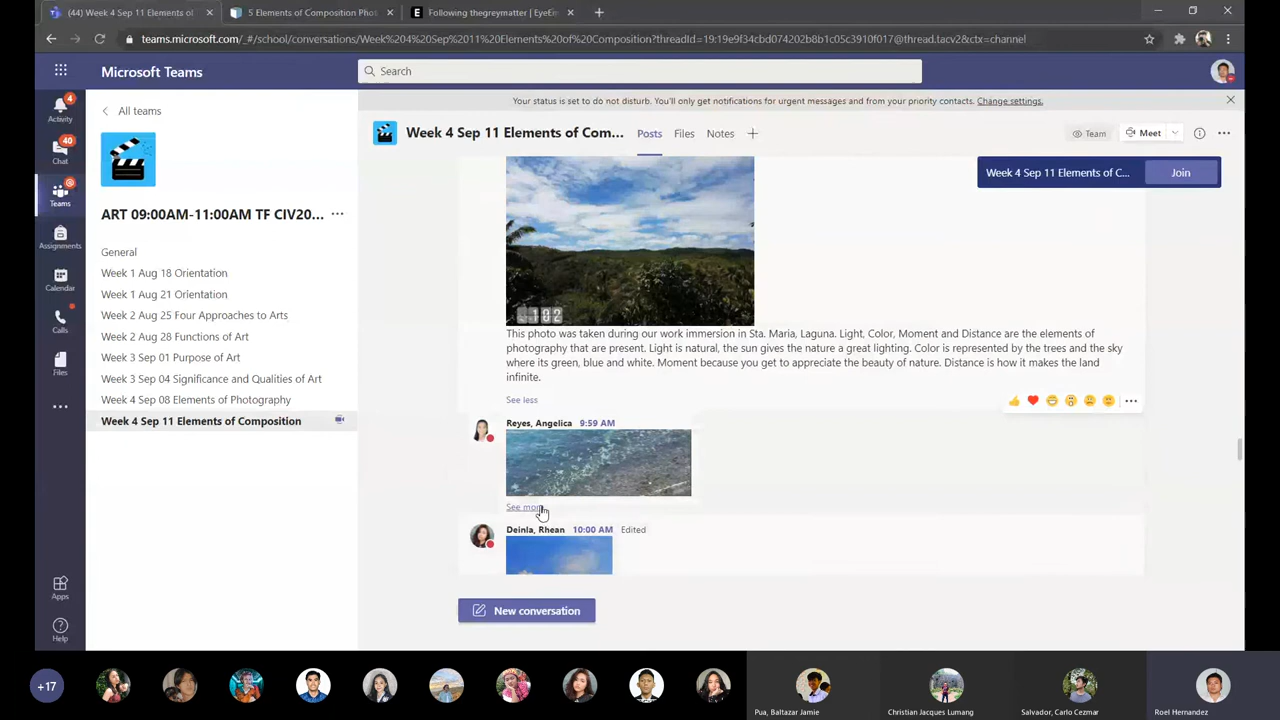 (44) Week 4 Sep 11 Elements of
5 Elements of Composition Phot
Following thegreymatter | EyeEm
teams.microsoft.com/_#/school/conversations/Week%204%20Sep%2011%20Elements%20of%20Composition?threadId=19:19e9f34cbd074202b8b1c05c3910f017@thread.tacv2&ctx=channel
Microsoft Teams
Search
Your status is set to do not disturb. You'll only get notifications for urgent messages and from your priority contacts. Change settings.
Activity
4
Chat
40
Teams
Assignments
Calendar
Calls
Files
Apps
Help
All teams
ART 09:00AM-11:00AM TF CIV20...
General
Week 1 Aug 18 Orientation
Week 1 Aug 21 Orientation
Week 2 Aug 25 Four Approaches to Arts
Week 2 Aug 28 Functions of Art
Week 3 Sep 01 Purpose of Art
Week 3 Sep 04 Significance and Qualities of Art
Week 4 Sep 08 Elements of Photography
Week 4 Sep 11 Elements of Composition
Week 4 Sep 11 Elements of Com...
Posts
Files
Notes
Team
Meet
Week 4 Sep 11 Elements of C...
Join
This photo was taken during our work immersion in Sta. Maria, Laguna. Light, Color, Moment and Distance are the elements of
photography that are present. Light is natural, the sun gives the nature a great lighting. Color is represented by the trees and the sky
where its green, blue and white. Moment because you get to appreciate the beauty of nature. Distance is how it makes the land
infinite.
See less
Reyes, Angelica 9:59 AM
See more
Deinla, Rhean 10:00 AM Edited
New conversation
+17
Pua, Baltazar Jamie
Christian Jacques Lumang
Salvador, Carlo Cezmar
Roel Hernandez